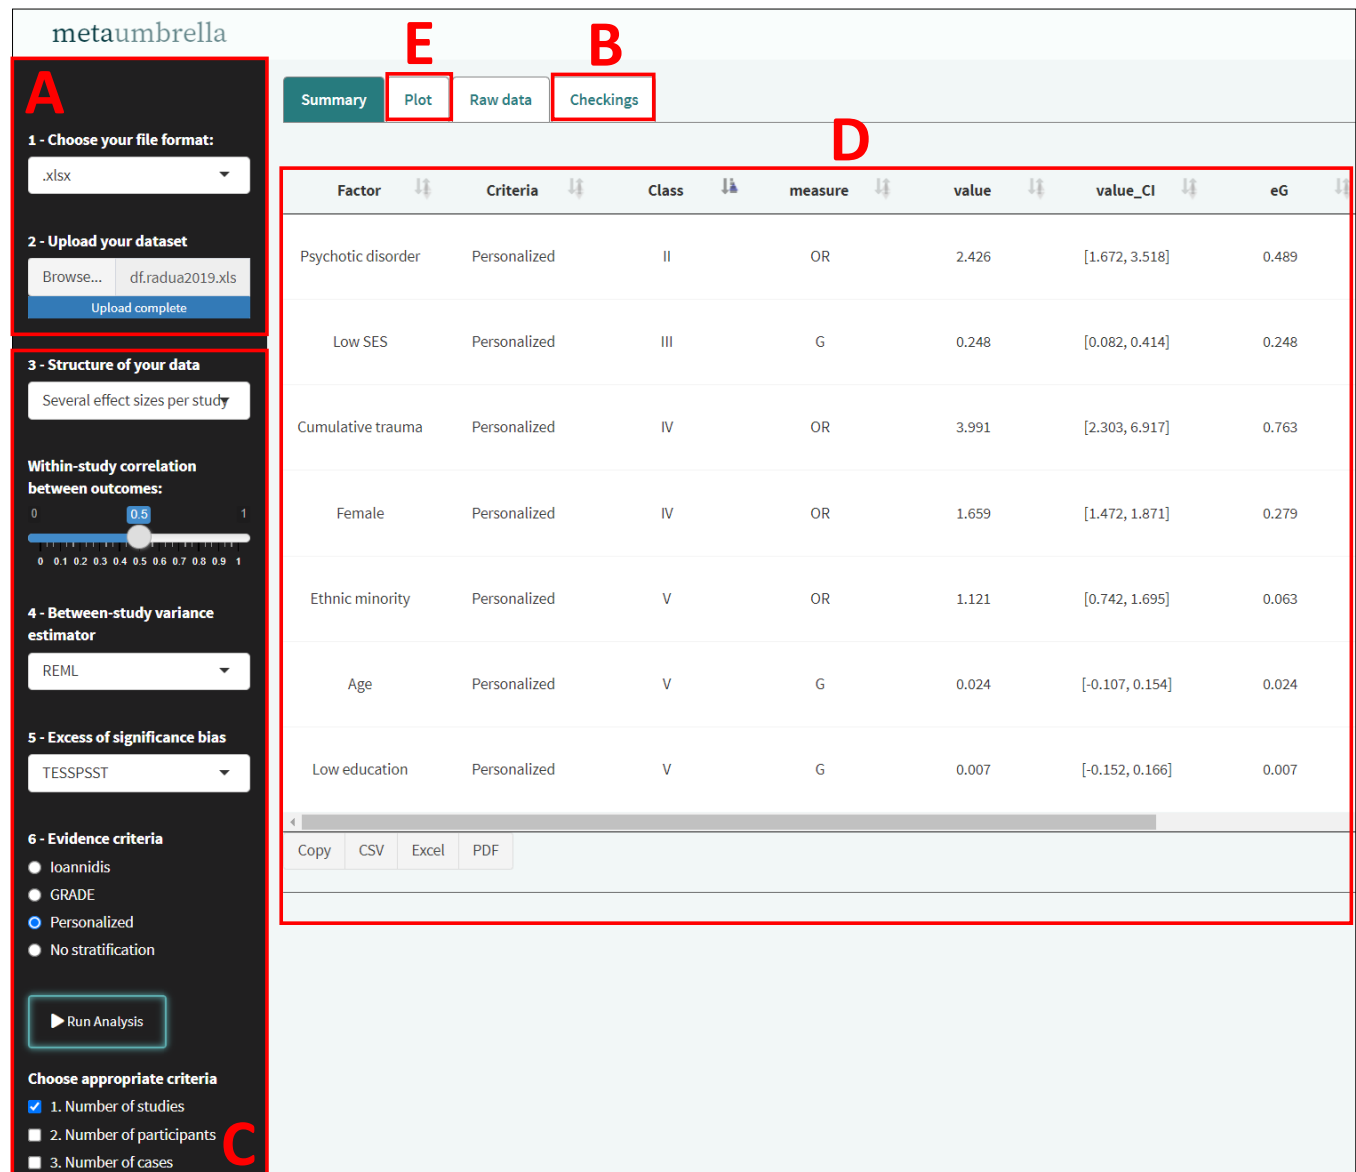 metaumbrella
E
B
A
Summary Plot Raw data Checkings
D
1 - Choose your file format:
.xlsx
2 - Upload your dataset
Browse... df.radua2019.xls
Upload complete
3 - Structure of your data
Several effect sizes per study
Within-study correlation
between outcomes:
0 0.5 1
0 0.1 0.2 0.3 0.4 0.5 0.6 0.7 0.8 0.9 1
4 - Between-study variance
estimator
REML
5 - Excess of significance bias
TESSPSST
6 - Evidence criteria
Ioannidis
GRADE
Personalized
No stratification
Run Analysis
Choose appropriate criteria
1. Number of studies
2. Number of participants
3. Number of cases
C
Factor Criteria Class measure value value_CI eG
Psychotic disorder Personalized II OR 2.426 [1.672, 3.518] 0.489
Low SES Personalized III G 0.248 [0.082, 0.414] 0.248
Cumulative trauma Personalized IV OR 3.991 [2.303, 6.917] 0.763
Female Personalized IV OR 1.659 [1.472, 1.871] 0.279
Ethnic minority Personalized V OR 1.121 [0.742, 1.695] 0.063
Age Personalized V G 0.024 [-0.107, 0.154] 0.024
Low education Personalized V G 0.007 [-0.152, 0.166] 0.007
Copy CSV Excel PDF